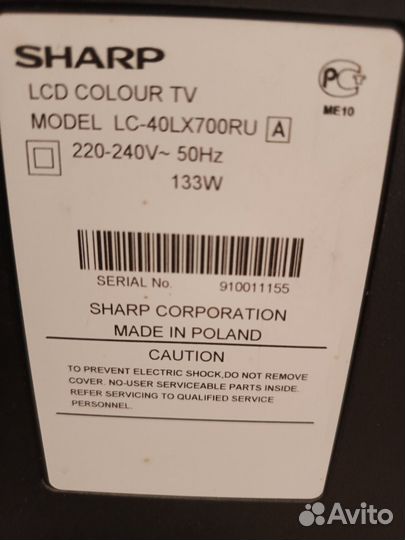 SHARP
LCD COLOUR TV
MODEL LC-40LX700RU A
220-240V~ 50Hz
133W
РСТ
ME10
SERIAL No. 910011155
SHARP CORPORATION
MADE IN POLAND
CAUTION
TO PREVENT ELECTRIC SHOCK,DO NOT REMOVE
COVER. NO-USER SERVICEABLE PARTS INSIDE.
REFER SERVICING TO QUALIFIED SERVICE
PERSONNEL.
Avito